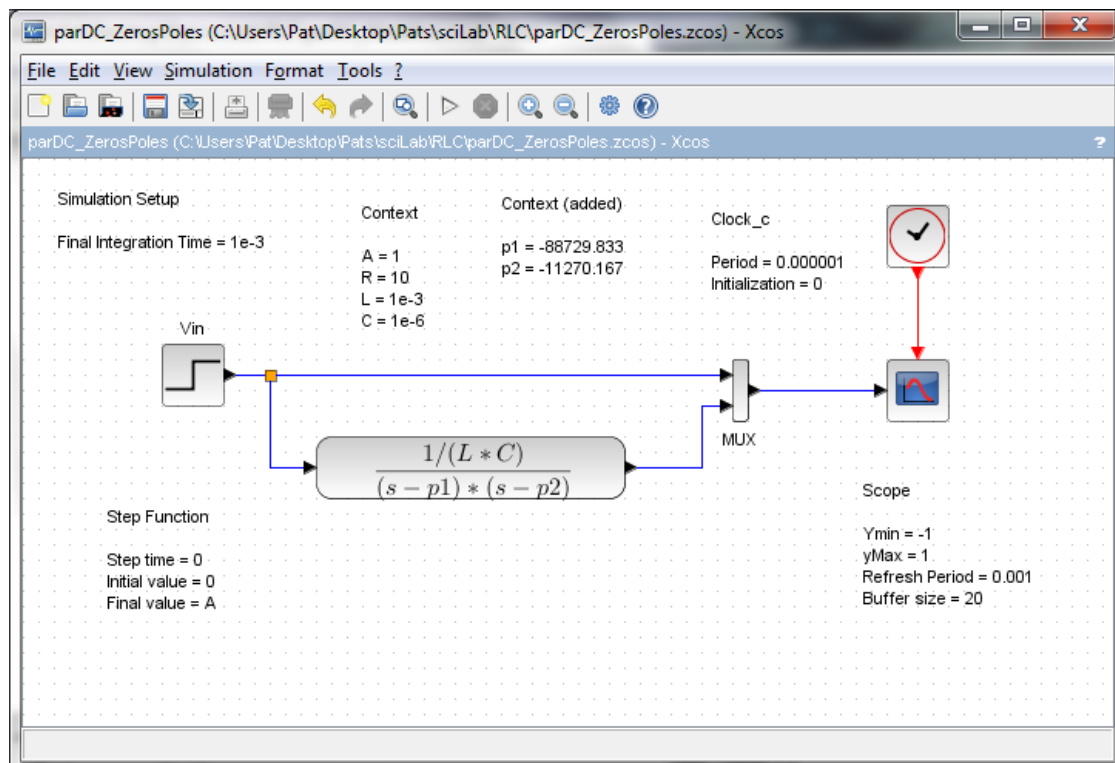 parDC_ZerosPoles (C:\Users\Pat\Desktop\Pats\sciLab\RLC\parDC_ZerosPoles.zcos) - Xcos
File Edit View Simulation Format Tools ?
parDC_ZerosPoles (C:\Users\Pat\Desktop\Pats\sciLab\RLC\parDC_ZerosPoles.zcos) - Xcos ?
Simulation Setup
Final Integration Time = 1e-3
Context
A = 1
R = 10
L = 1e-3
C = 1e-6
Context (added)
p1 = -88729.833
p2 = -11270.167
Clock_c
Period = 0.000001
Initialization = 0
Vin
MUX
1/(L * C)
(s - p1) * (s - p2)
Step Function
Step time = 0
Initial value = 0
Final value = A
Scope
Ymin = -1
yMax = 1
Refresh Period = 0.001
Buffer size = 20